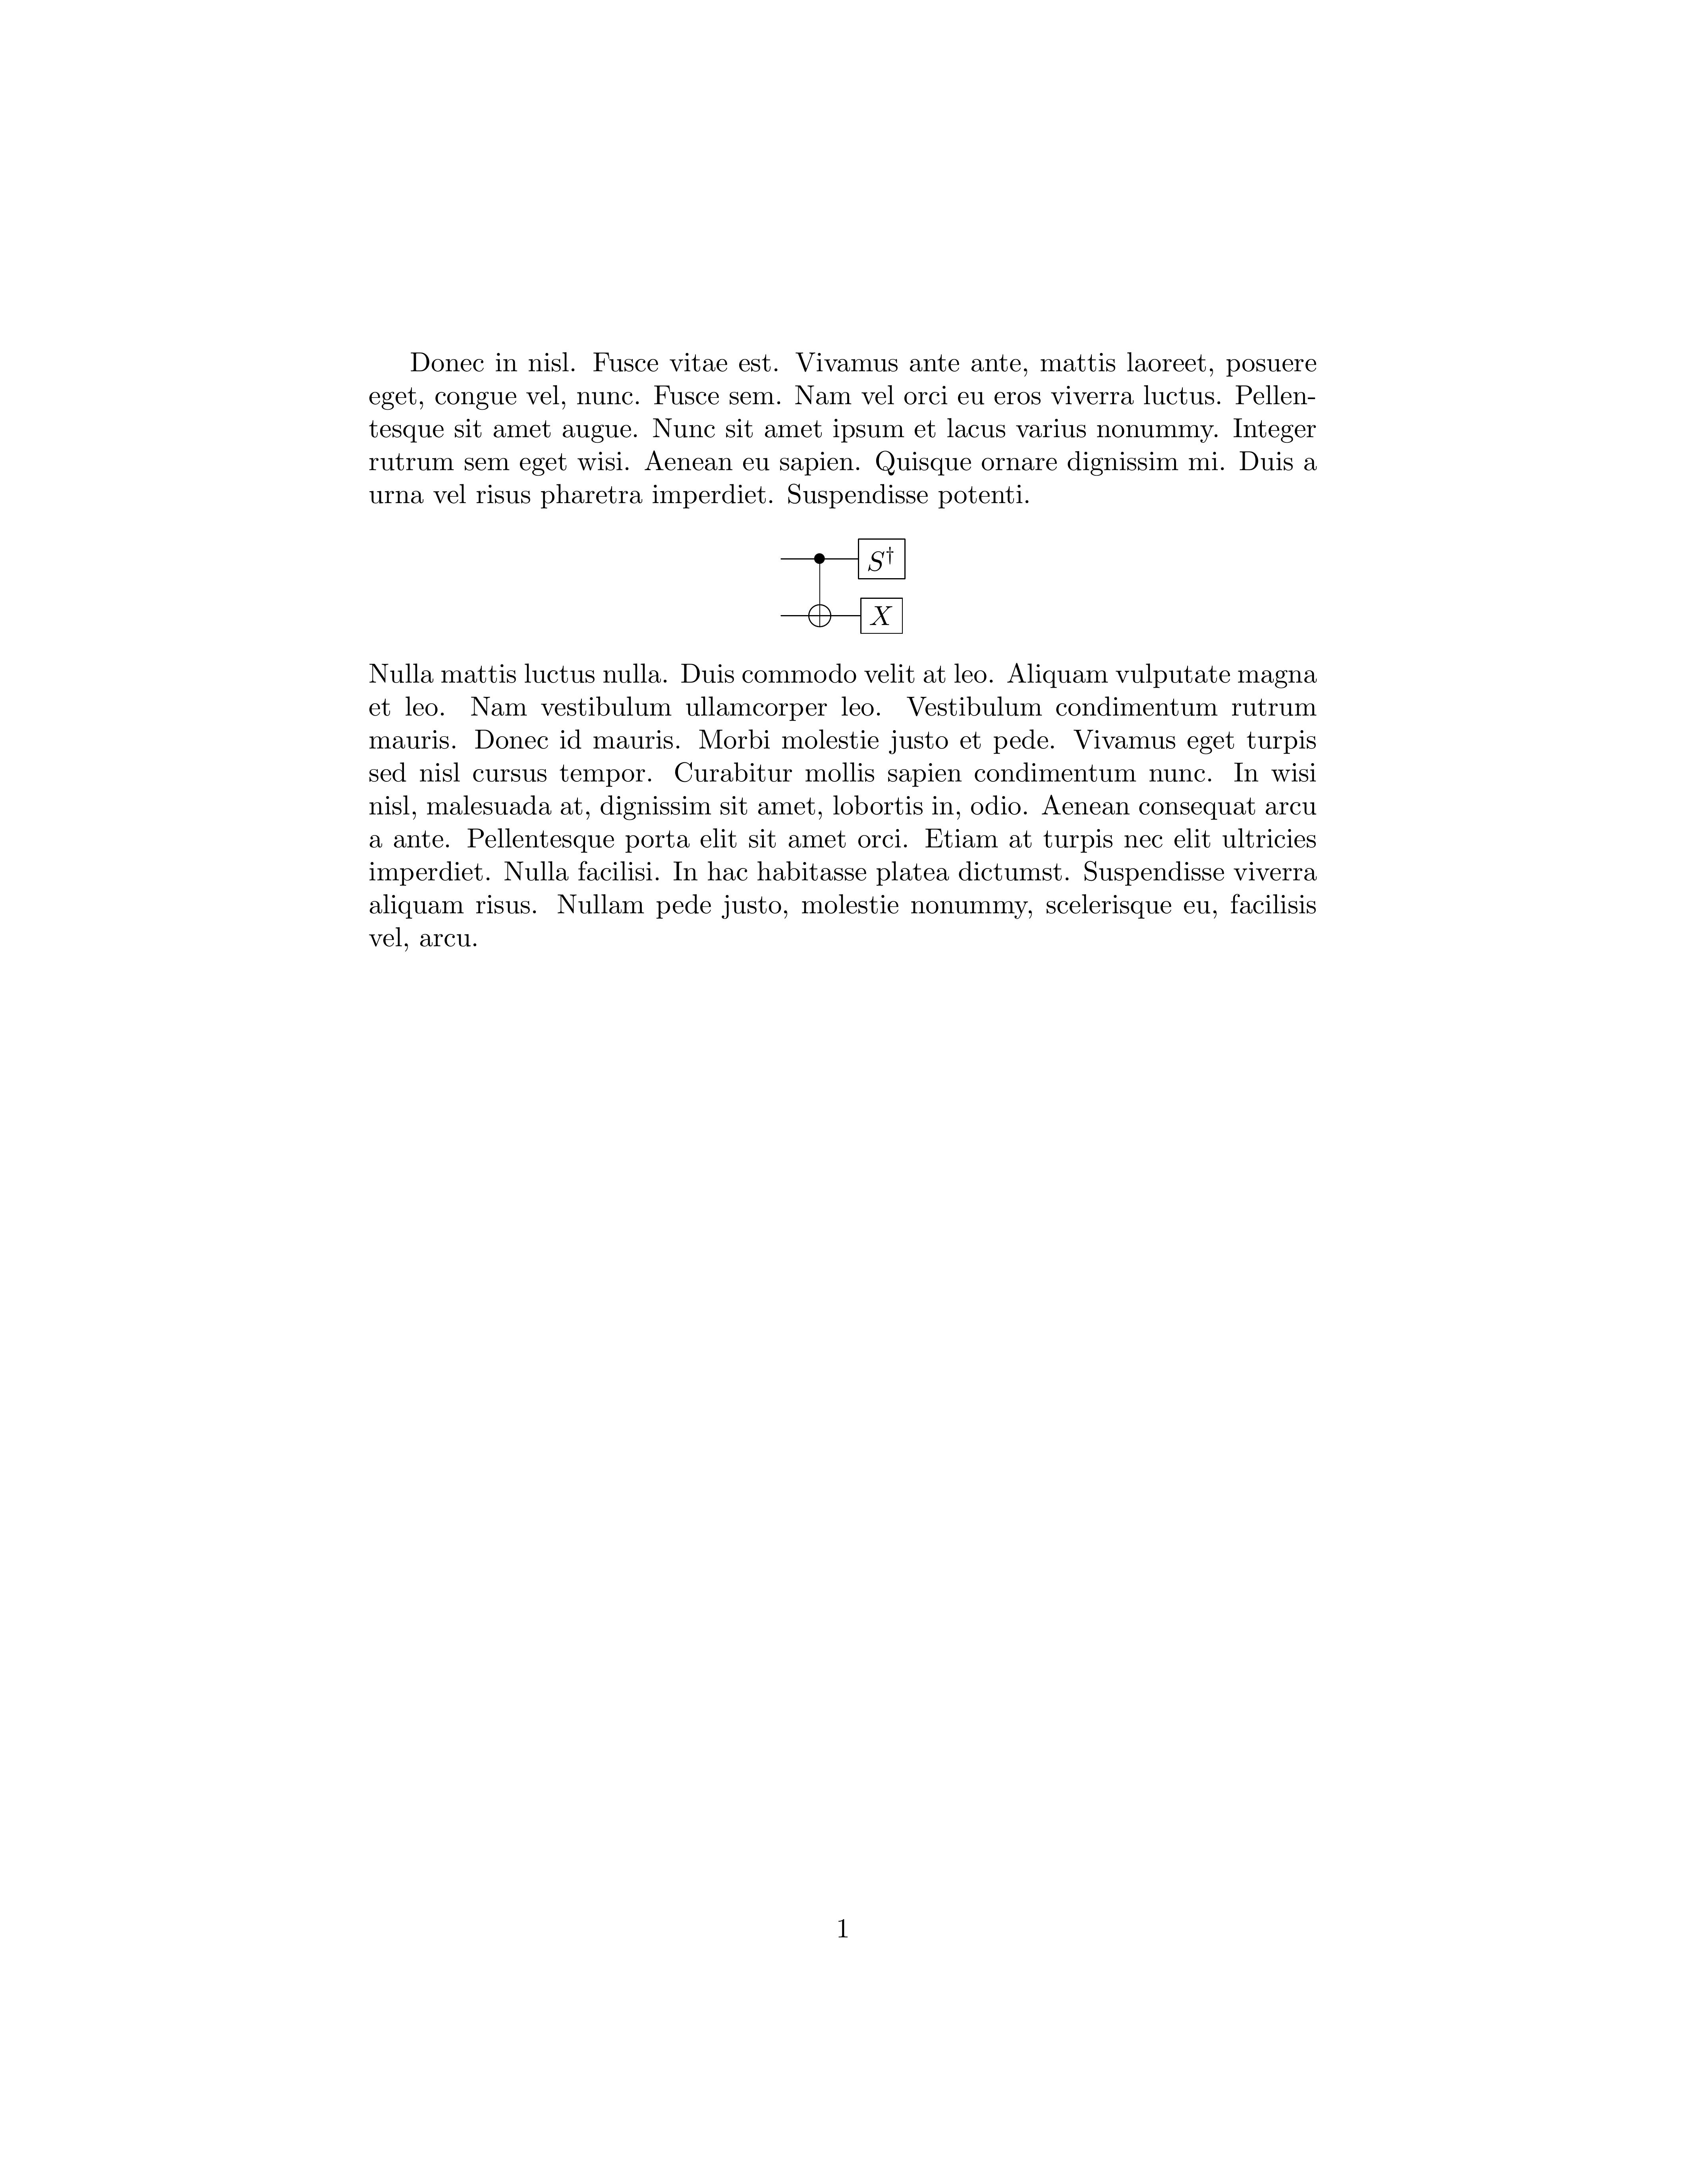 Donec in nisl. Fusce vitae est. Vivamus ante ante, mattis laoreet, posuere
eget, congue vel, nunc. Fusce sem. Nam vel orci eu eros viverra luctus. Pellen-
tesque sit amet augue. Nunc sit amet ipsum et lacus varius nonummy. Integer
rutrum sem eget wisi. Aenean eu sapien. Quisque ornare dignissim mi. Duis a
urna vel risus pharetra imperdiet. Suspendisse potenti.
S†
X
Nulla mattis luctus nulla. Duis commodo velit at leo. Aliquam vulputate magna
et leo. Nam vestibulum ullamcorper leo. Vestibulum condimentum rutrum
mauris. Donec id mauris. Morbi molestie justo et pede. Vivamus eget turpis
sed nisl cursus tempor. Curabitur mollis sapien condimentum nunc. In wisi
nisl, malesuada at, dignissim sit amet, lobortis in, odio. Aenean consequat arcu
a ante. Pellentesque porta elit sit amet orci. Etiam at turpis nec elit ultricies
imperdiet. Nulla facilisi. In hac habitasse platea dictumst. Suspendisse viverra
aliquam risus. Nullam pede justo, molestie nonummy, scelerisque eu, facilisis
vel, arcu.
1